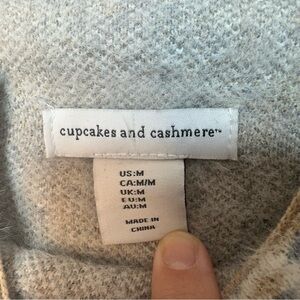 cupcakes and cashmere™
US:M
CA:M/M
UK:M
EU:M
AU:M
MADE IN
CHINA